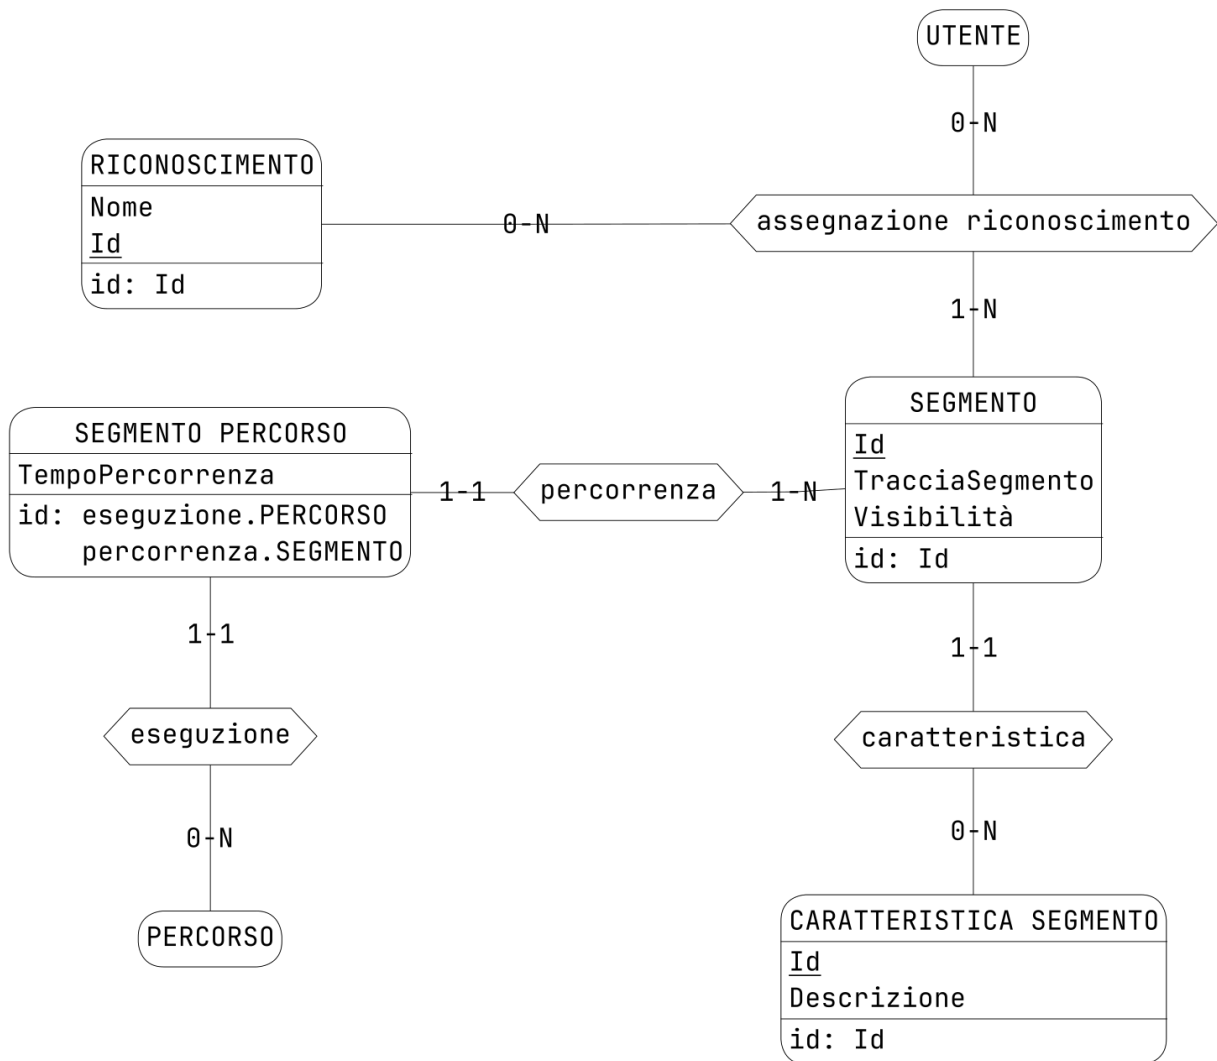 UTENTE
0-N
RICONOSCIMENTO
Nome
Id
id: Id
0-N
assegnazione riconoscimento
1-N
SEGMENTO PERCORSO
TempoPercorrenza
id: eseguzione.PERCORSO
percorrenza.SEGMENTO
1-1
percorrenza
1-N
SEGMENTO
Id
TracciaSegmento
Visibilità
id: Id
1-1
eseguzione
0-N
PERCORSO
1-1
caratteristica
0-N
CARATTERISTICA SEGMENTO
Id
Descrizione
id: Id